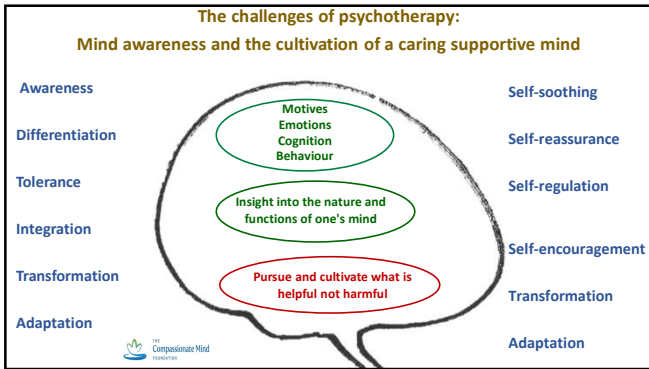 The challenges of psychotherapy:
Mind awareness and the cultivation of a caring supportive mind
Awareness
Differentiation
Tolerance
Integration
Transformation
Adaptation
Motives
Emotions
Cognition
Behaviour
Insight into the nature and
functions of one's mind
Pursue and cultivate what is
helpful not harmful
Self-soothing
Self-reassurance
Self-regulation
Self-encouragement
Transformation
Adaptation
THE
Compassionate Mind
FOUNDATION